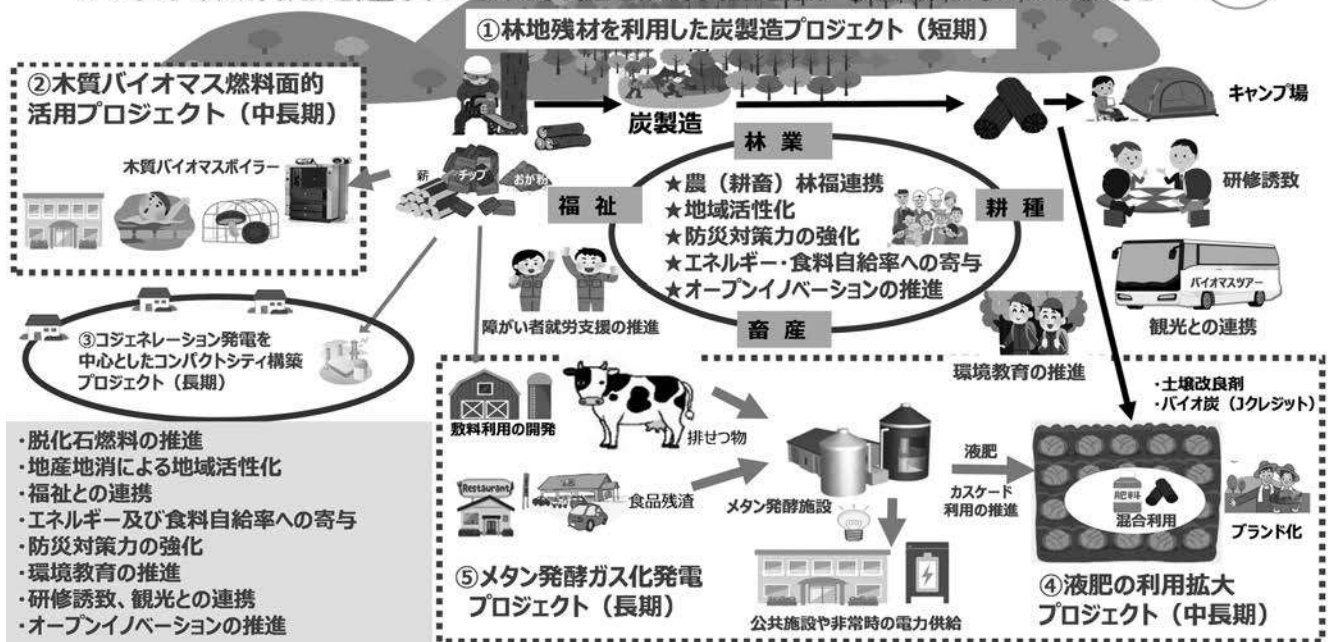 ①林地残材を利用した炭製造プロジェクト（短期）
②木質バイオマス燃料面的
活用プロジェクト（中長期）
木質バイオマスボイラー
薪
チップ
おが粉
炭製造
キャンプ場
研修誘致
バイオマスツアー
観光との連携
林業
福祉
耕種
畜産
★農（耕畜）林福連携
★地域活性化
★防災対策力の強化
★エネルギー・食料自給率への寄与
★オープンイノベーションの推進
障がい者就労支援の推進
環境教育の推進
③コジェネレーション発電を
中心としたコンパクトシティ構築
プロジェクト（長期）
・脱化石燃料の推進
・地産地消による地域活性化
・福祉との連携
・エネルギー及び食料自給率への寄与
・防災対策力の強化
・環境教育の推進
・研修誘致、観光との連携
・オープンイノベーションの推進
敷料利用の開発
排せつ物
Restaurant
食品残渣
メタン発酵施設
液肥
カスケード
利用の推進
⑤メタン発酵ガス化発電
プロジェクト（長期）
公共施設や非常時の電力供給
・土壌改良剤
・バイオ炭（Jクレジット）
肥料
混合利用
ブランド化
④液肥の利用拡大
プロジェクト（中長期）